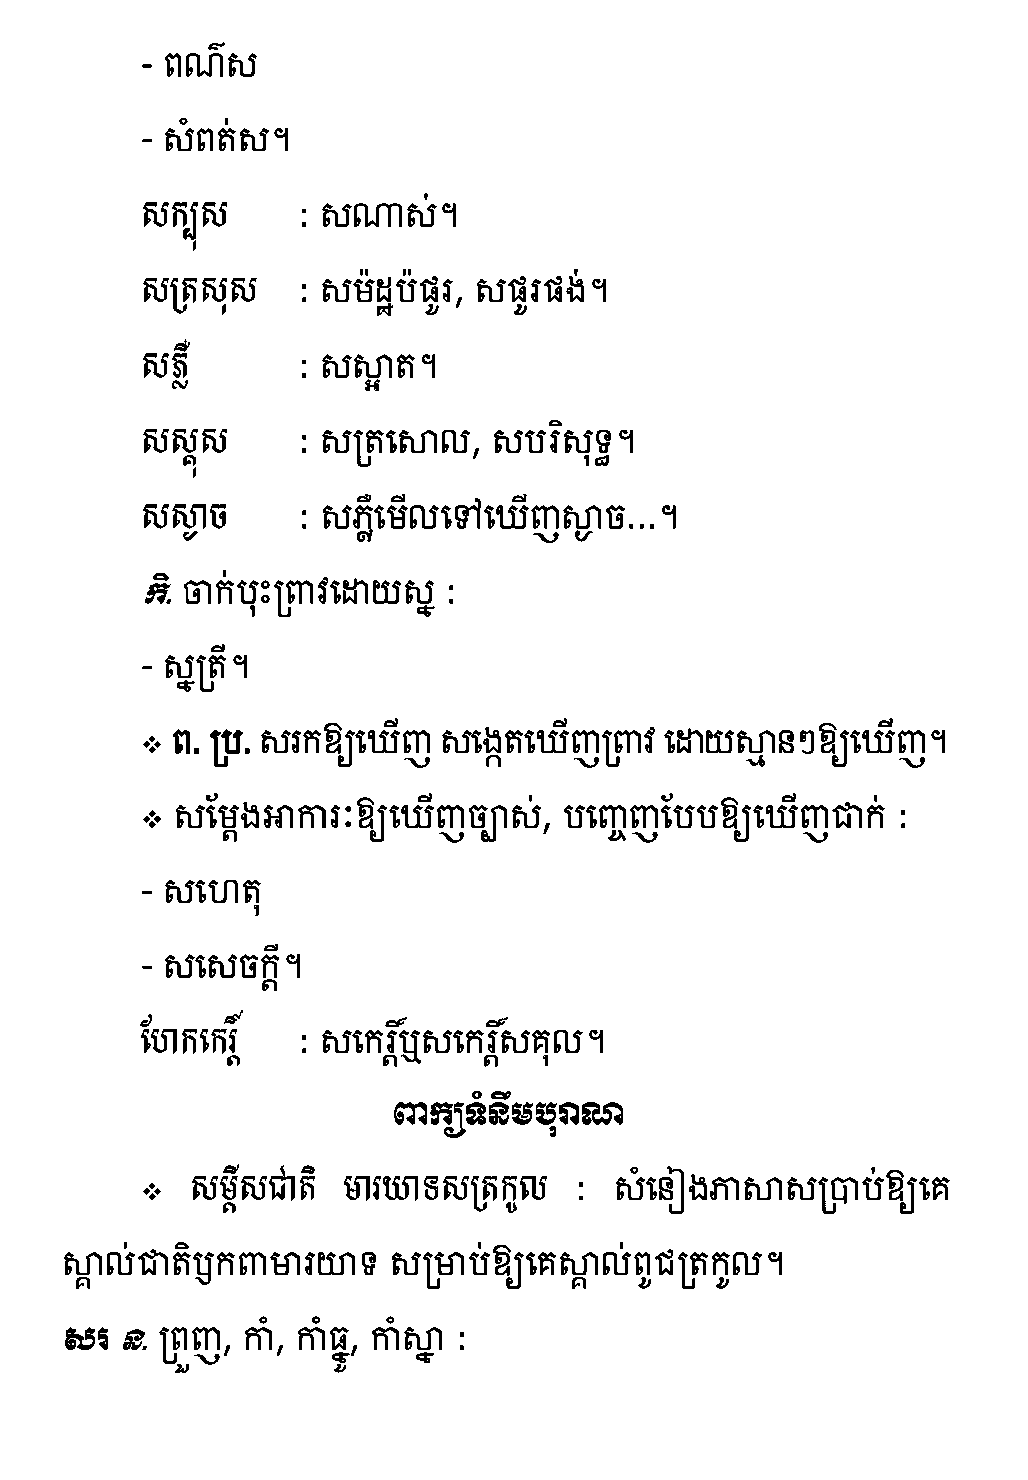 - ពណ៌ស
- សំពត់ស។
សក្បុស : សណាស់។
សត្រសុស : សម៉ដ្ឋប៉ផូរ, សផូរផង់។
សភ្លឺ : សស្អាត។
សស្គុស : សត្រសោល, សបរិសុទ្ធ។
សស្ងាច : សភ្លឺមើលទៅឃើញស្ងាច...។
កិ. ចាក់បុះព្រាវដោយស្ន :
- ស្នត្រី។
❖ ព. ប្រ. សរកឱ្យឃើញ សង្កេតឃើញព្រាវ ដោយស្មានៗឱ្យឃើញ។
❖ សម្តែងអាការៈឱ្យឃើញច្បាស់, បញ្ចេញបែបឱ្យឃើញជាក់ :
- សហេតុ
- សសេចក្តី។
ហែកកេរ្តិ៍ : សកេរ្តិ៍ឬសកេរ្តិ៍សគុល។
ពាក្យទំនឹមបុរាណ
❖ សម្តីសជាតិ មារយាទសត្រកូល : សំនៀងភាសាសប្រាប់ឱ្យគេ
ស្គាល់ជាតិឫកពាមារយាទ សម្រាប់ឱ្យគេស្គាល់ពូជត្រកូល។
សរ ន. ព្រួញ, កាំ, កាំធ្នូ, កាំស្នា :